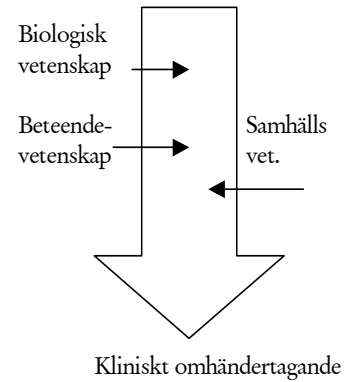 Biologisk
vetenskap
Beteende-
vetenskap
Samhälls
vet.
Kliniskt omhändertagande